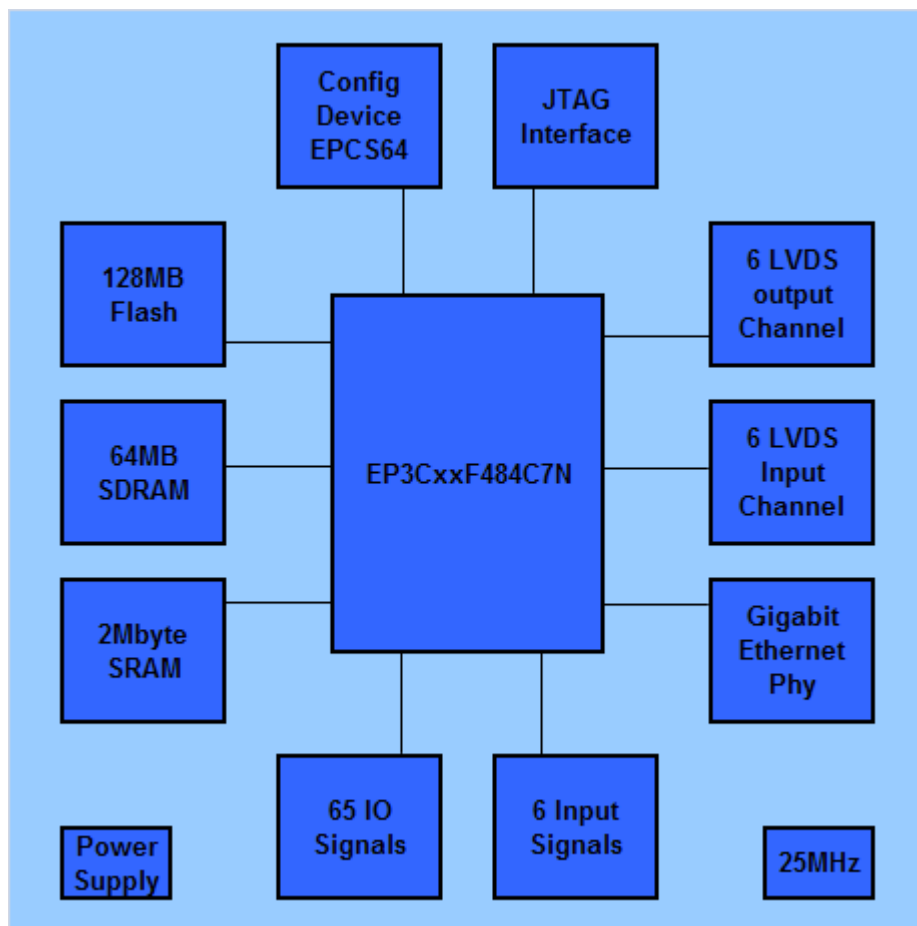 Config
Device
EPCS64
JTAG
Interface
128MB
Flash
6 LVDS
output
Channel
64MB
SDRAM
EP3CxxF484C7N
6 LVDS
Input
Channel
2Mbyte
SRAM
Gigabit
Ethernet
Phy
65 IO
Signals
6 Input
Signals
Power
Supply
25MHz